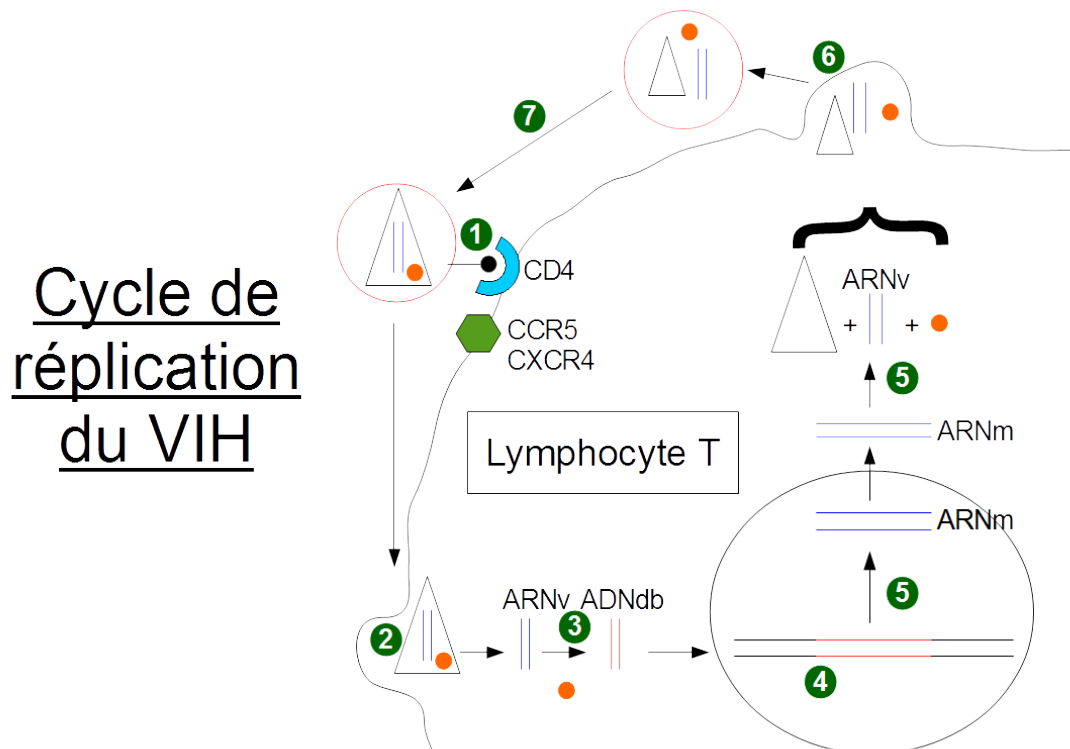 Cycle de
réplication
du VIH
1
CD4
CCR5
CXCR4
Lymphocyte T
2
ARNv
3
ADNdb
4
5
ARNm
ARNm
5
ARNv
+ +
6
7